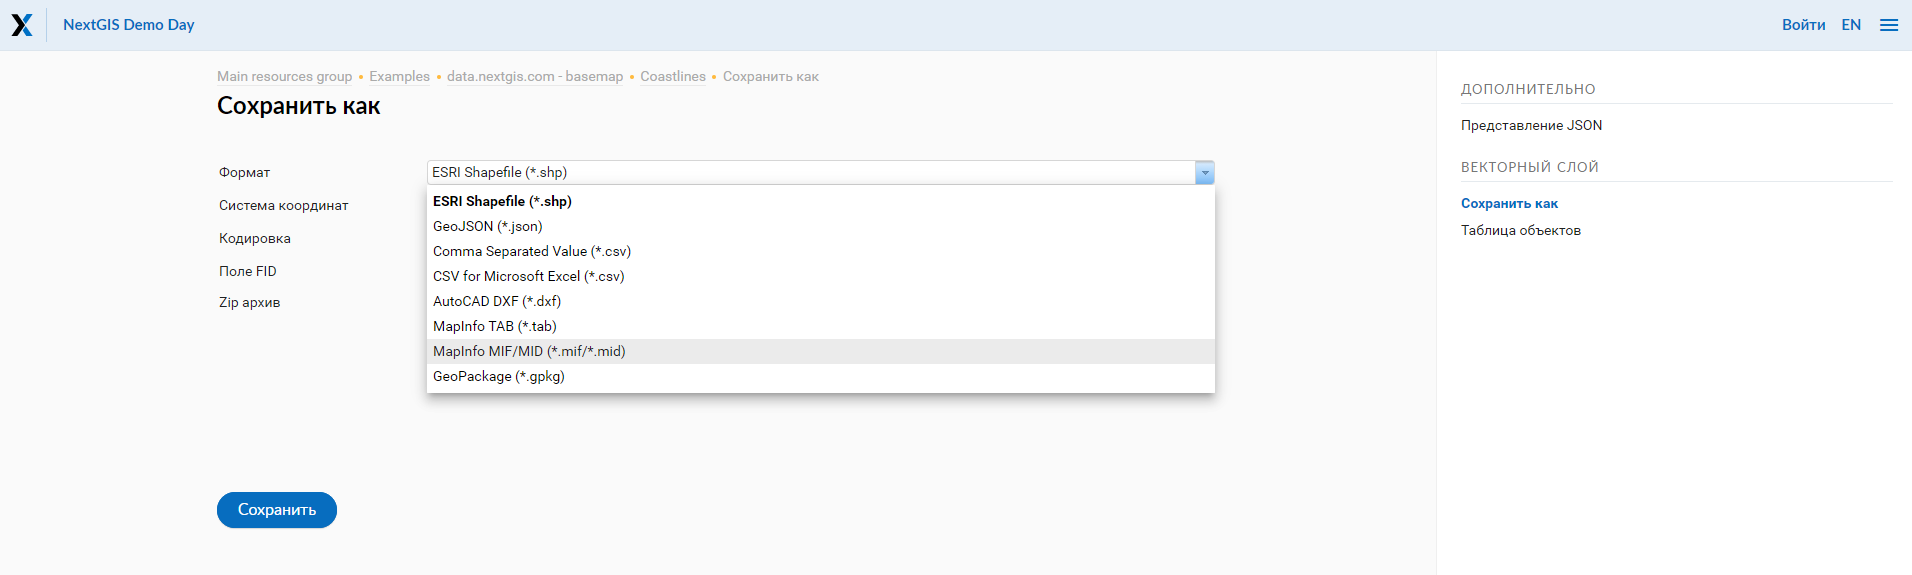 NextGIS Demo Day
Войти EN
Main resources group • Examples • data.nextgis.com - basemap • Coastlines • Сохранить как
Сохранить как
Формат
ESRI Shapefile (*.shp)
Система координат
Кодировка
Поле FID
Zip архив
ESRI Shapefile (*.shp)
GeoJSON (*.json)
Comma Separated Value (*.csv)
CSV for Microsoft Excel (*.csv)
AutoCAD DXF (*.dxf)
MapInfo TAB (*.tab)
MapInfo MIF/MID (*.mif/*.mid)
GeoPackage (*.gpkg)
Сохранить
ДОПОЛНИТЕЛЬНО
Представление JSON
ВЕКТОРНЫЙ СЛОЙ
Сохранить как
Таблица объектов